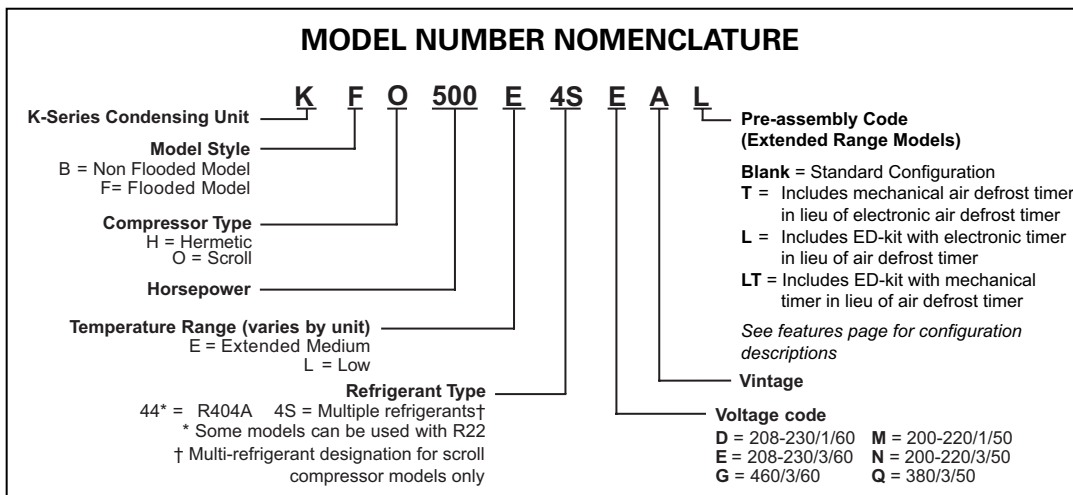 MODEL NUMBER NOMENCLATURE
K F O 500 E 4S E A L
K-Series Condensing Unit
Model Style
B = Non Flooded Model
F= Flooded Model
Compressor Type
H = Hermetic
O = Scroll
Horsepower
Temperature Range (varies by unit)
E = Extended Medium
L = Low
Refrigerant Type
44* = R404A 4S = Multiple refrigerants†
* Some models can be used with R22
† Multi-refrigerant designation for scroll
compressor models only
Pre-assembly Code
(Extended Range Models)
Blank = Standard Configuration
T = Includes mechanical air defrost timer
in lieu of electronic air defrost timer
L = Includes ED-kit with electronic timer
in lieu of air defrost timer
LT = Includes ED-kit with mechanical
timer in lieu of air defrost timer
See features page for configuration
descriptions
Vintage
Voltage code
D = 208-230/1/60 M = 200-220/1/50
E = 208-230/3/60 N = 200-220/3/50
G = 460/3/60 Q = 380/3/50